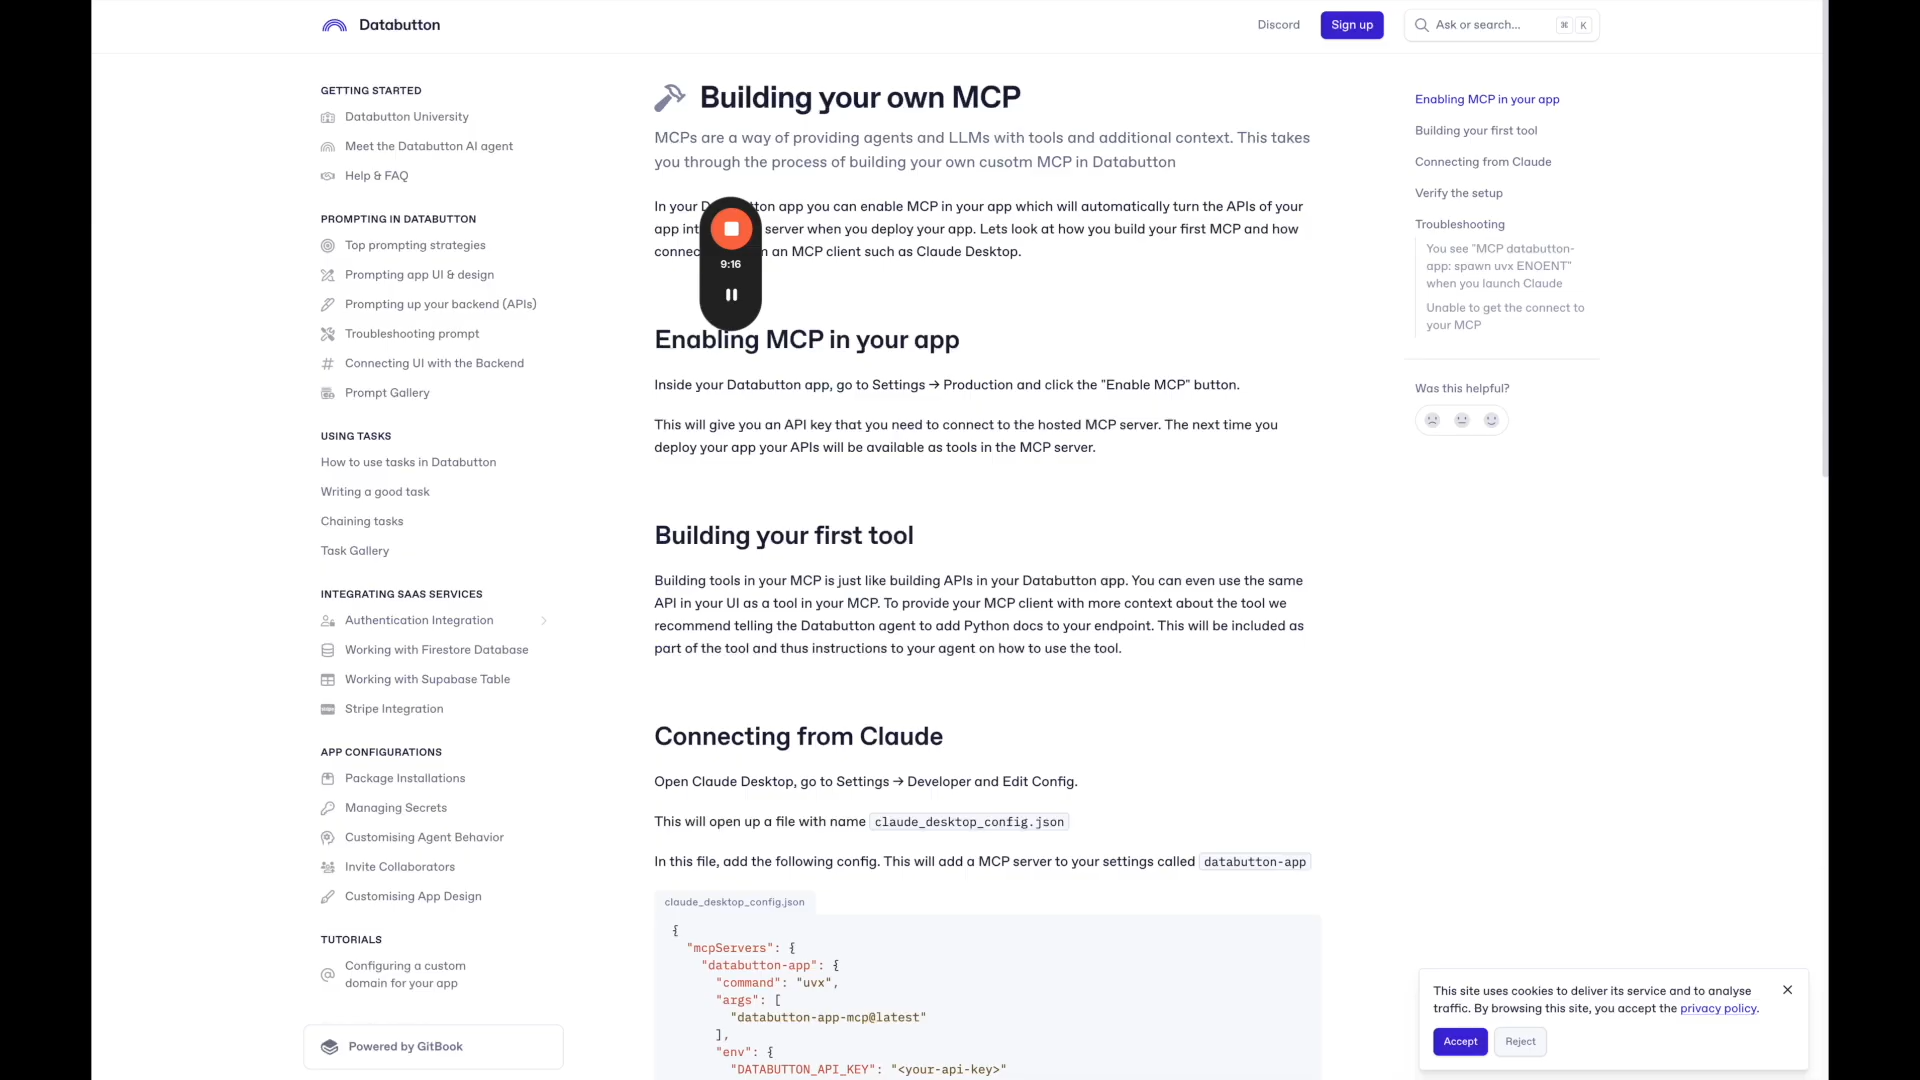 Databutton
Discord
Sign up
Ask or search...
⌘ K
GETTING STARTED
Databutton University
Meet the Databutton AI agent
Help & FAQ
PROMPTING IN DATABUTTON
Top prompting strategies
Prompting app UI & design
Prompting up your backend (APIs)
Troubleshooting prompt
Connecting UI with the Backend
Prompt Gallery
USING TASKS
How to use tasks in Databutton
Writing a good task
Chaining tasks
Task Gallery
INTEGRATING SAAS SERVICES
Authentication Integration
Working with Firestore Database
Working with Supabase Table
Stripe Integration
APP CONFIGURATIONS
Package Installations
Managing Secrets
Customising Agent Behavior
Invite Collaborators
Customising App Design
TUTORIALS
Configuring a custom
domain for your app
Powered by GitBook
Building your own MCP
MCPs are a way of providing agents and LLMs with tools and additional context. This takes
you through the process of building your own cusotm MCP in Databutton
In your D ton app you can enable MCP in your app which will automatically turn the APIs of your
app int server when you deploy your app. Lets look at how you build your first MCP and how
connec an MCP client such as Claude Desktop.
9:16
Enabling MCP in your app
Inside your Databutton app, go to Settings → Production and click the "Enable MCP" button.
This will give you an API key that you need to connect to the hosted MCP server. The next time you
deploy your app your APIs will be available as tools in the MCP server.
Building your first tool
Building tools in your MCP is just like building APIs in your Databutton app. You can even use the same
API in your UI as a tool in your MCP. To provide your MCP client with more context about the tool we
recommend telling the Databutton agent to add Python docs to your endpoint. This will be included as
part of the tool and thus instructions to your agent on how to use the tool.
Connecting from Claude
Open Claude Desktop, go to Settings → Developer and Edit Config.
This will open up a file with name claude_desktop_config.json
In this file, add the following config. This will add a MCP server to your settings called databutton-app
claude_desktop_config.json
{
"mcpServers": {
"databutton-app": {
"command": "uvx",
"args": [
"databutton-app-mcp@latest"
],
"env": {
"DATABUTTON_API_KEY": "<your-api-key>"
Enabling MCP in your app
Building your first tool
Connecting from Claude
Verify the setup
Troubleshooting
You see "MCP databutton-
app: spawn uvx ENOENT"
when you launch Claude
Unable to get the connect to
your MCP
Was this helpful?
This site uses cookies to deliver its service and to analyse
traffic. By browsing this site, you accept the privacy policy.
Accept
Reject